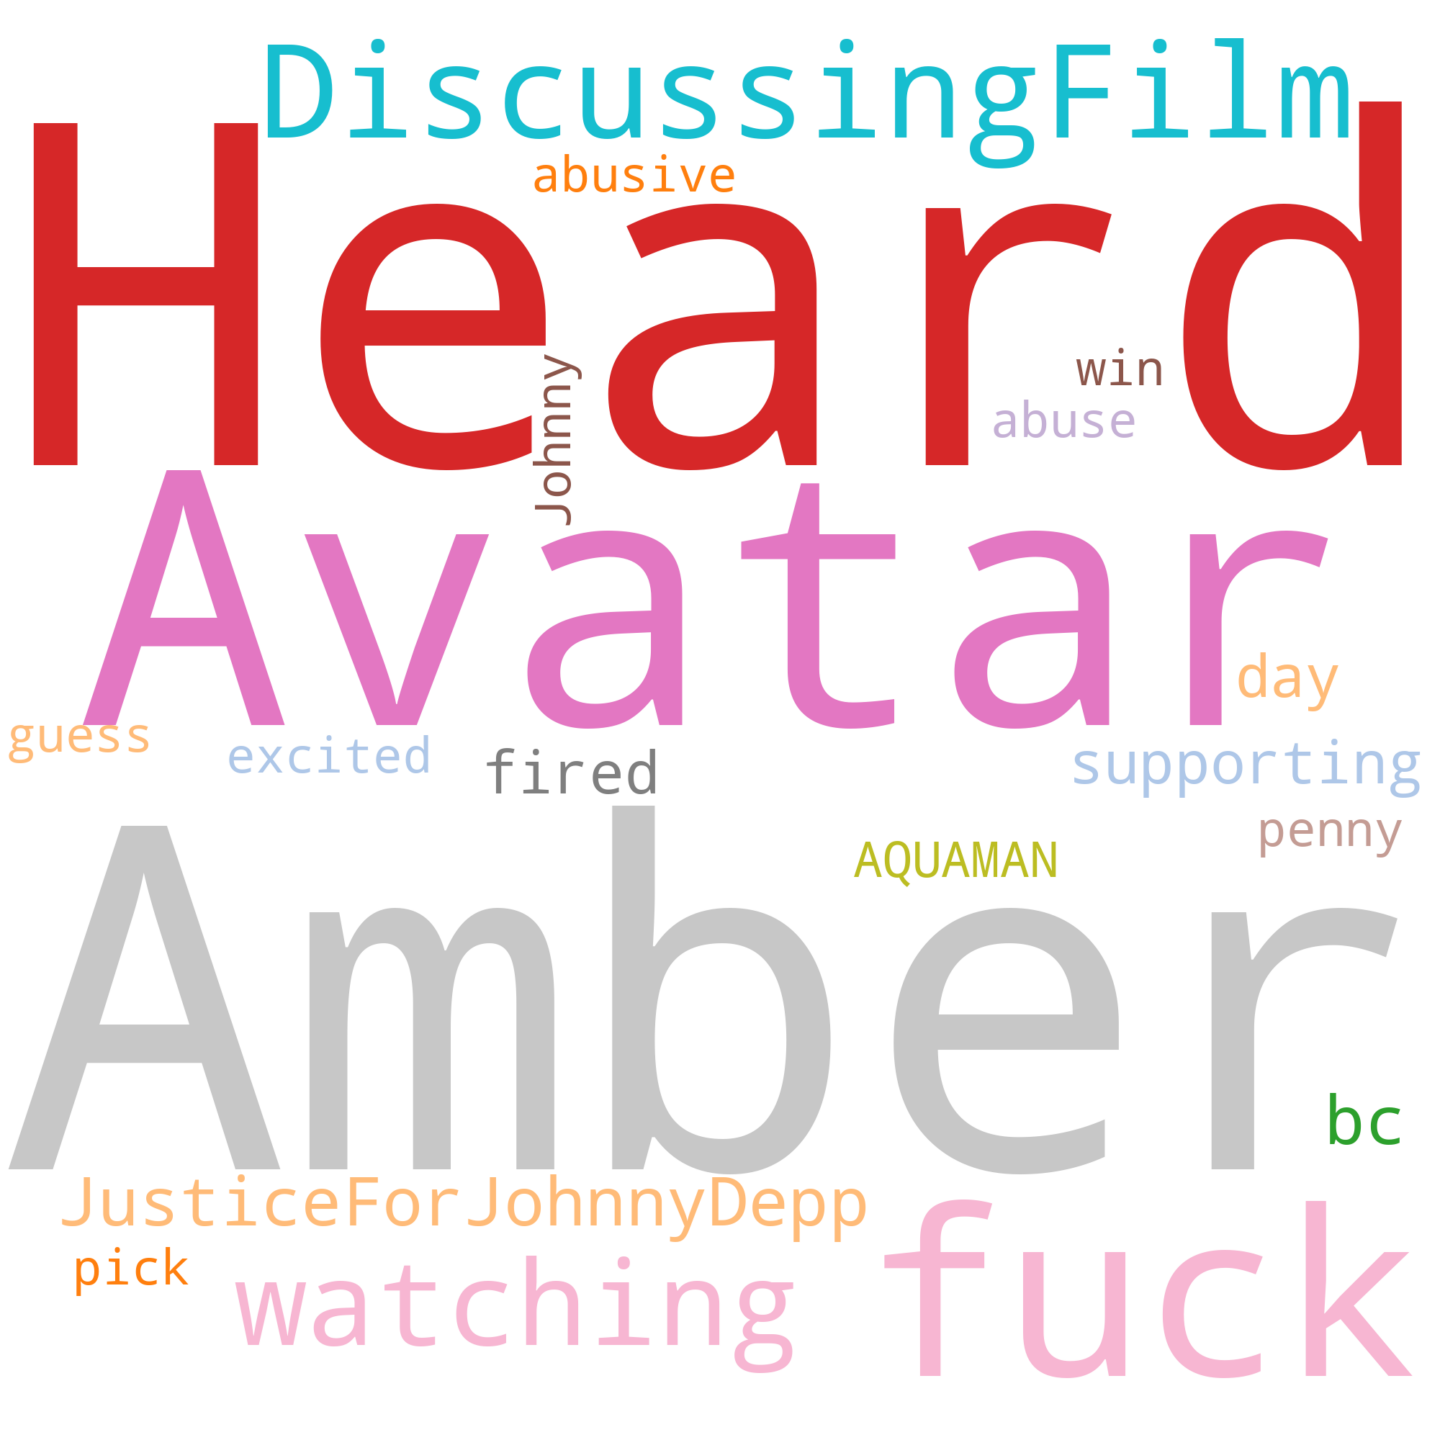 DiscussingFilm
abusive
Heard
Johnny
win
abuse
Avatar
day
guess
excited
fired
supporting
penny
AQUAMAN
Amber
bc
JusticeForJohnnyDepp
pick
watching
fuck